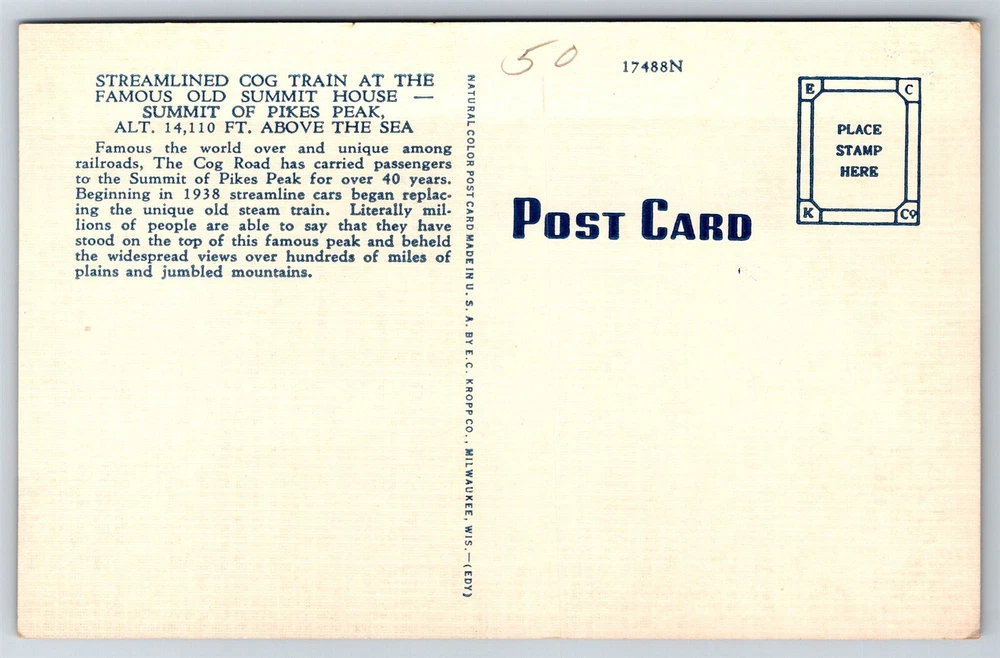 STREAMLINED COG TRAIN AT THE
FAMOUS OLD SUMMIT HOUSE —
SUMMIT OF PIKES PEAK,
ALT. 14,110 FT. ABOVE THE SEA
Famous the world over and unique among
railroads, The Cog Road has carried passengers
to the Summit of Pikes Peak for over 40 years.
Beginning in 1938 streamline cars began replac-
ing the unique old steam train. Literally mil-
lions of people are able to say that they have
stood on the top of this famous peak and beheld
the widespread views over hundreds of miles of
plains and jumbled mountains.
NATURAL COLOR POST CARD MADE IN U. S. A. BY E. C. KROPP CO., MILWAUKEE, WIS.—(EDY)
50
17488N
POST CARD
E C
PLACE
STAMP
HERE
K Co